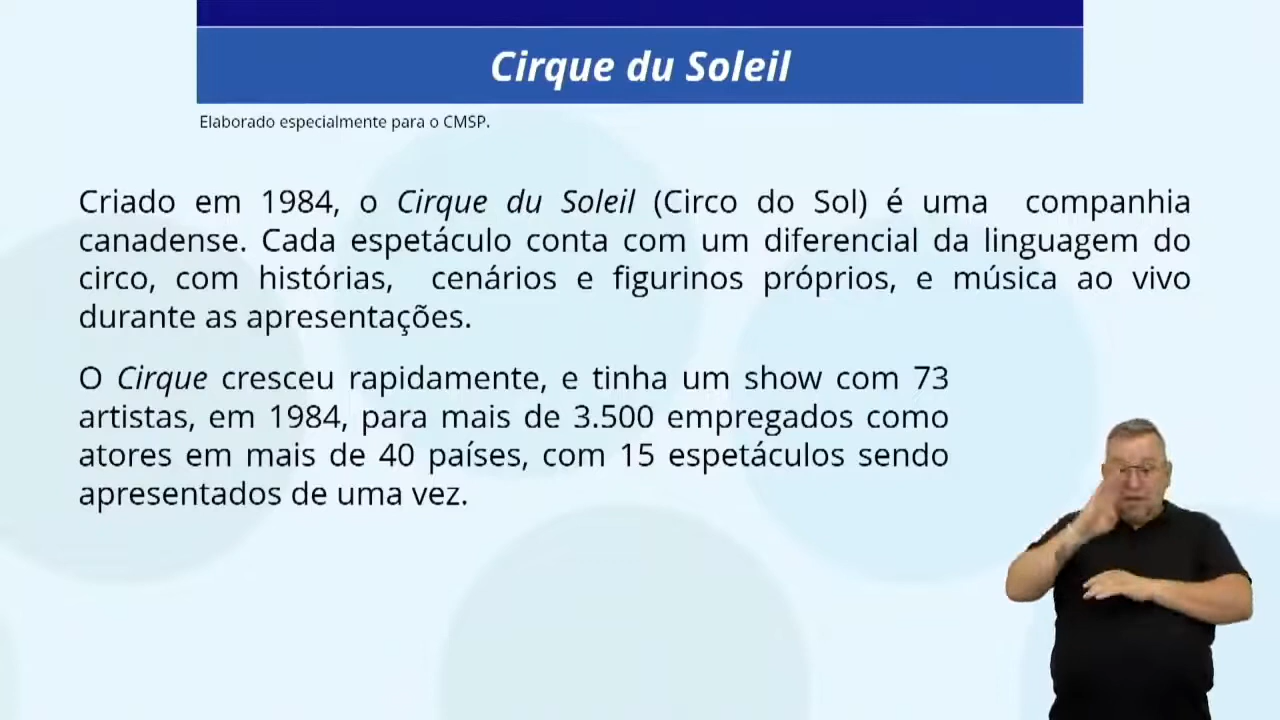 Cirque du Soleil
Elaborado especialmente para o CMSP.
Criado em 1984, o Cirque du Soleil (Circo do Sol) é uma companhia
canadense. Cada espetáculo conta com um diferencial da linguagem do
circo, com histórias, cenários e figurinos próprios, e música ao vivo
durante as apresentações.
O Cirque cresceu rapidamente, e tinha um show com 73
artistas, em 1984, para mais de 3.500 empregados como
atores em mais de 40 países, com 15 espetáculos sendo
apresentados de uma vez.